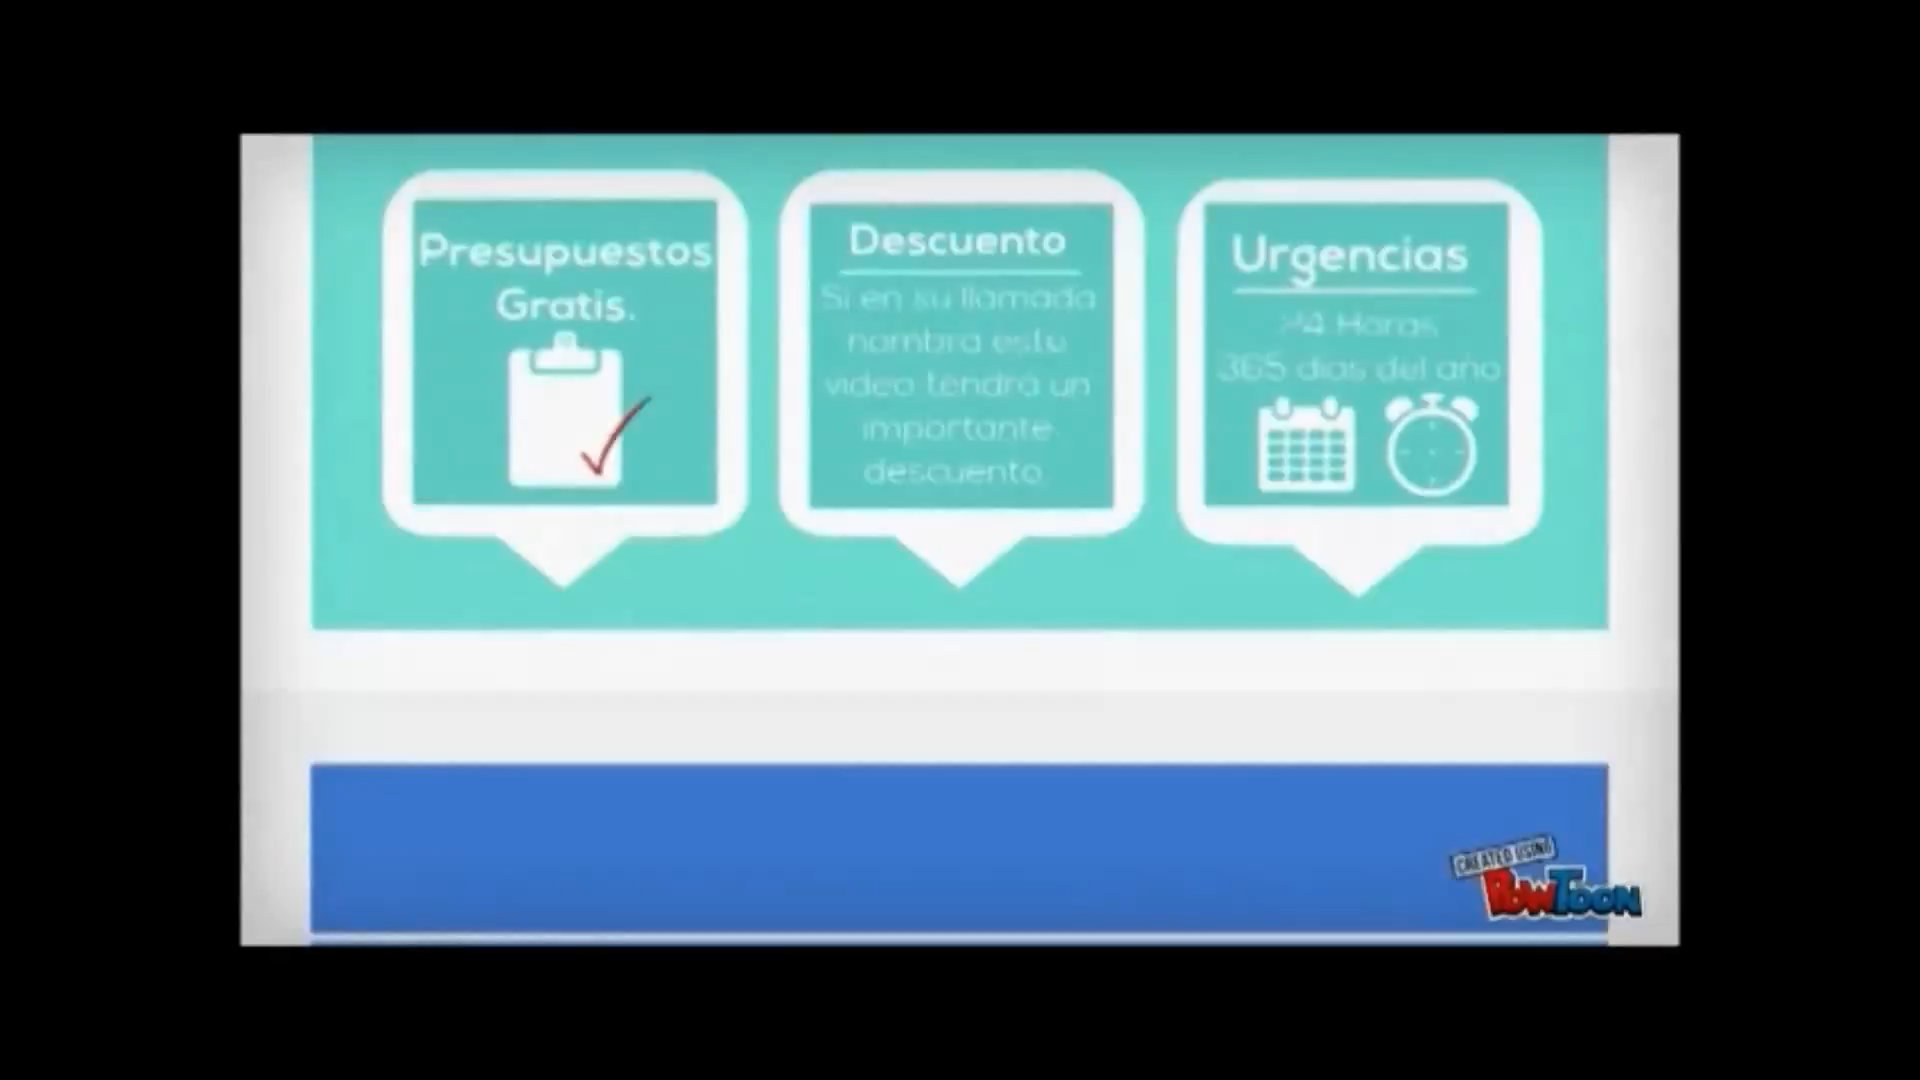 Presupuestos
Gratis.
Descuento
Si en su llamada
nombra este
video tendrá un
importante
descuento.
Urgencias
24 Horas
365 dias del año
CREATED USING
POWTOON